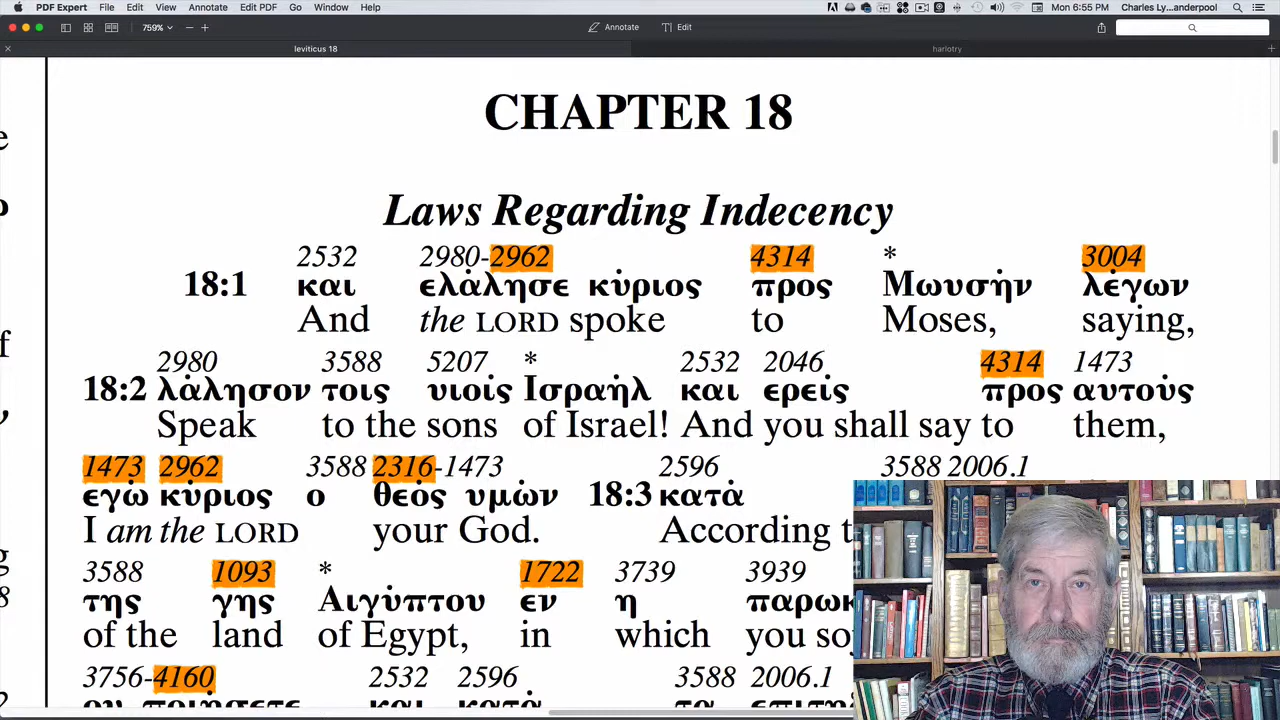 PDF Expert File Edit View Annotate Edit PDF Go Window Help Mon 6:55 PM Charles Ly...anderpool
759% Annotate Edit
leviticus 18 harlotry
CHAPTER 18
Laws Regarding Indecency
2532 2980-2962 4314 * 3004
18:1 και ελάλησε κύριος προς Μωυσήν λέγων
And the LORD spoke to Moses, saying,
2980 3588 5207 * 2532 2046 4314 1473
18:2 λάλησον τοις υιοίς Ισραήλ και ερείς προς αυτούς
Speak to the sons of Israel! And you shall say to them,
1473 2962 3588 2316-1473 2596 3588 2006.1
εγώ κύριος ο θεός υμών 18:3 κατά
I am the LORD your God. According
3588 1093 * 1722 3739 3939
της γης Αιγύπτου εν η
of the land of Egypt, in which you
3756-4160 2532 2596 3588 2006.1
ου ποιήσετε και κατά τα